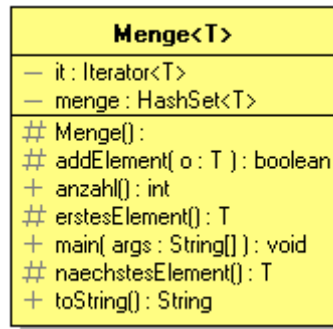 Menge<T>
– it : Iterator<T>
– menge : HashSet<T>
# Menge() :
# addElement( o : T ) : boolean
+ anzahl() : int
# erstesElement() : T
+ main( args : String[] ) : void
# naechstesElement() : T
+ toString() : String